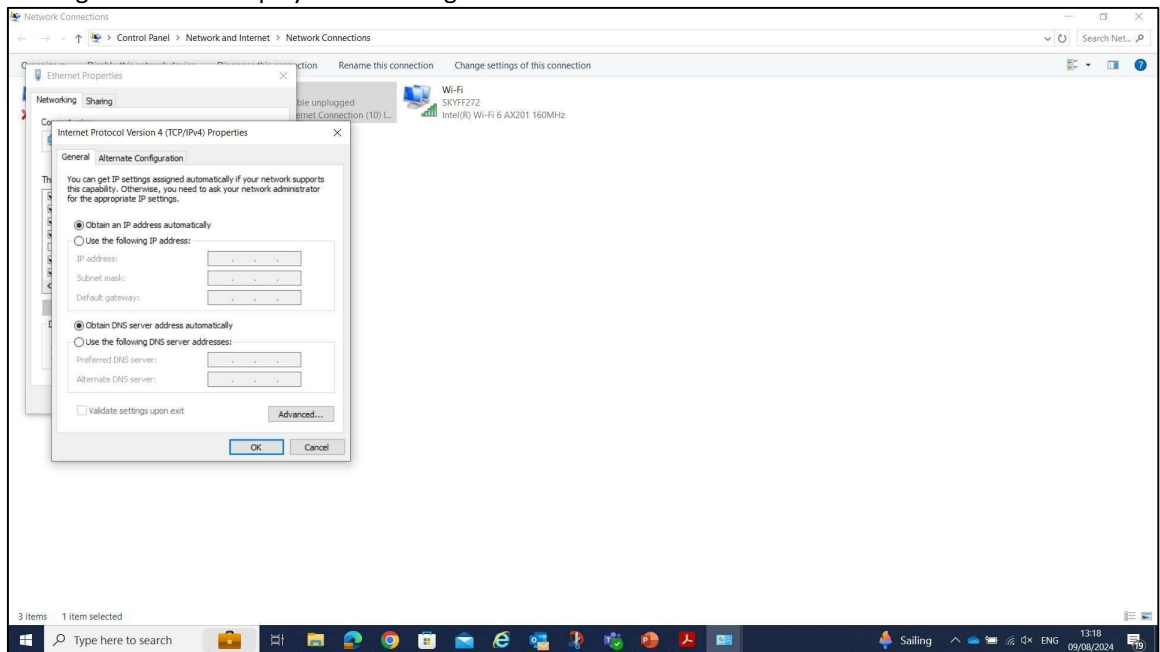 Network Connections
Control Panel > Network and Internet > Network Connections
Search Net...
Rename this connection Change settings of this connection
Ethernet Properties
Networking Sharing
Wi-Fi
SKYFF272
Intel(R) Wi-Fi 6 AX201 160MHz
Internet Protocol Version 4 (TCP/IPv4) Properties
General Alternate Configuration
You can get IP settings assigned automatically if your network supports
this capability. Otherwise, you need to ask your network administrator
for the appropriate IP settings.
Obtain an IP address automatically
Use the following IP address:
IP address:
Subnet mask:
Default gateway:
Obtain DNS server address automatically
Use the following DNS server addresses:
Preferred DNS server:
Alternate DNS server:
Validate settings upon exit
Advanced...
OK Cancel
3 items 1 item selected
Type here to search
Sailing
ENG
13:18
09/08/2024
19